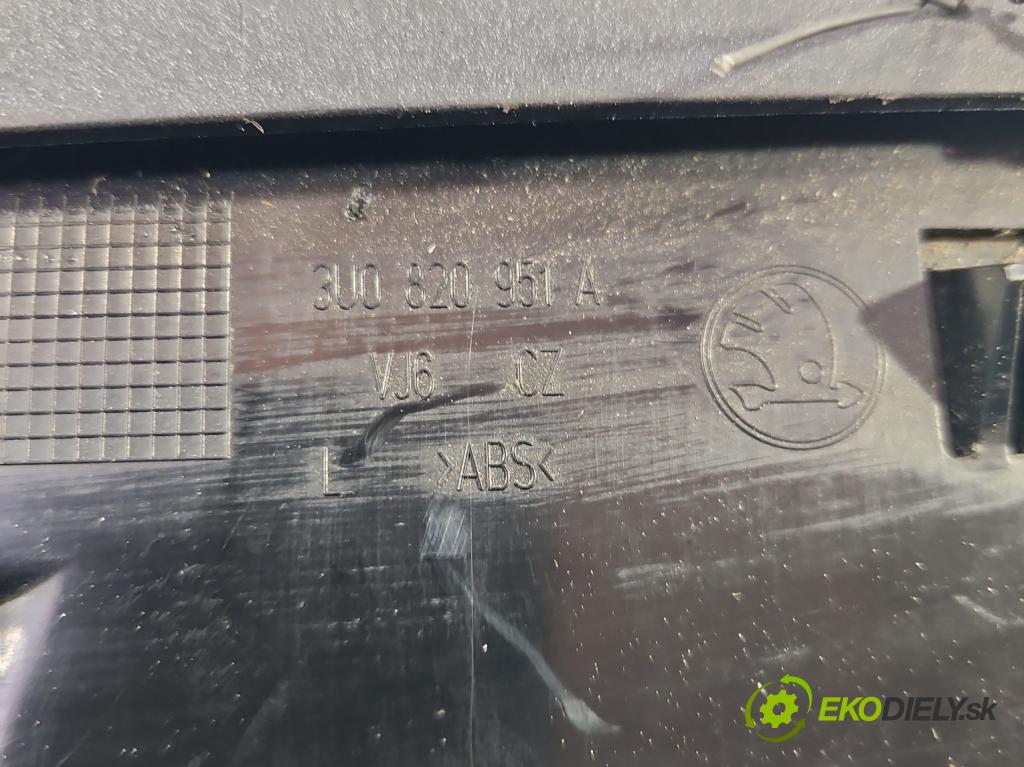 3U0 820 951 A
VJ6 CZ
L >ABS<
EKODIELY.sk